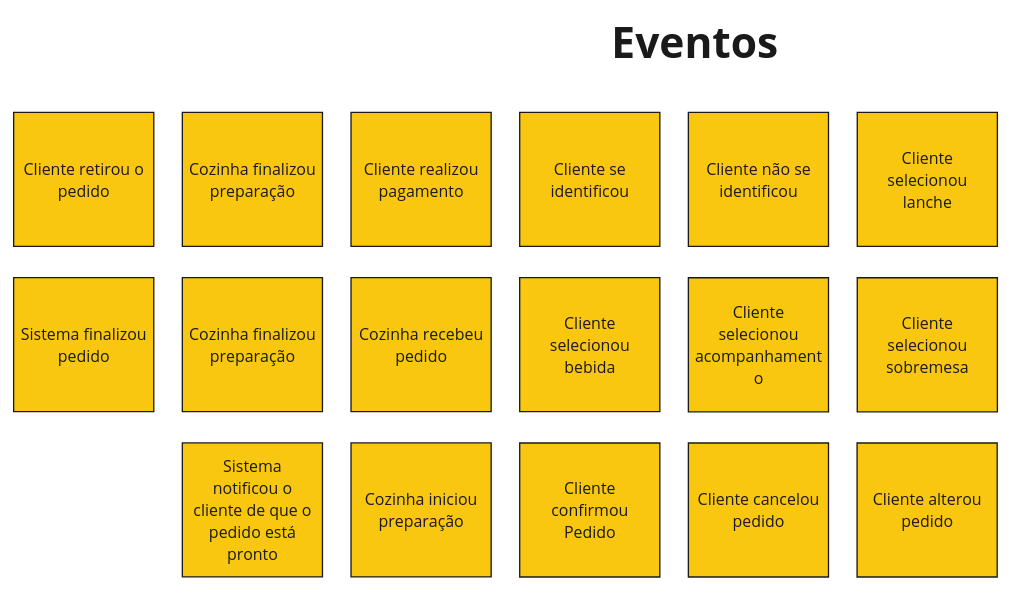 Eventos
Cliente retirou o
pedido
Cozinha finalizou
preparação
Cliente realizou
pagamento
Cliente se
identificou
Cliente não se
identificou
Cliente
selecionou
lanche
Sistema finalizou
pedido
Cozinha finalizou
preparação
Cozinha recebeu
pedido
Cliente
selecionou
bebida
Cliente
selecionou
acompanhament
o
Cliente
selecionou
sobremesa
Sistema
notificou o
cliente de que o
pedido está
pronto
Cozinha iniciou
preparação
Cliente
confirmou
Pedido
Cliente cancelou
pedido
Cliente alterou
pedido